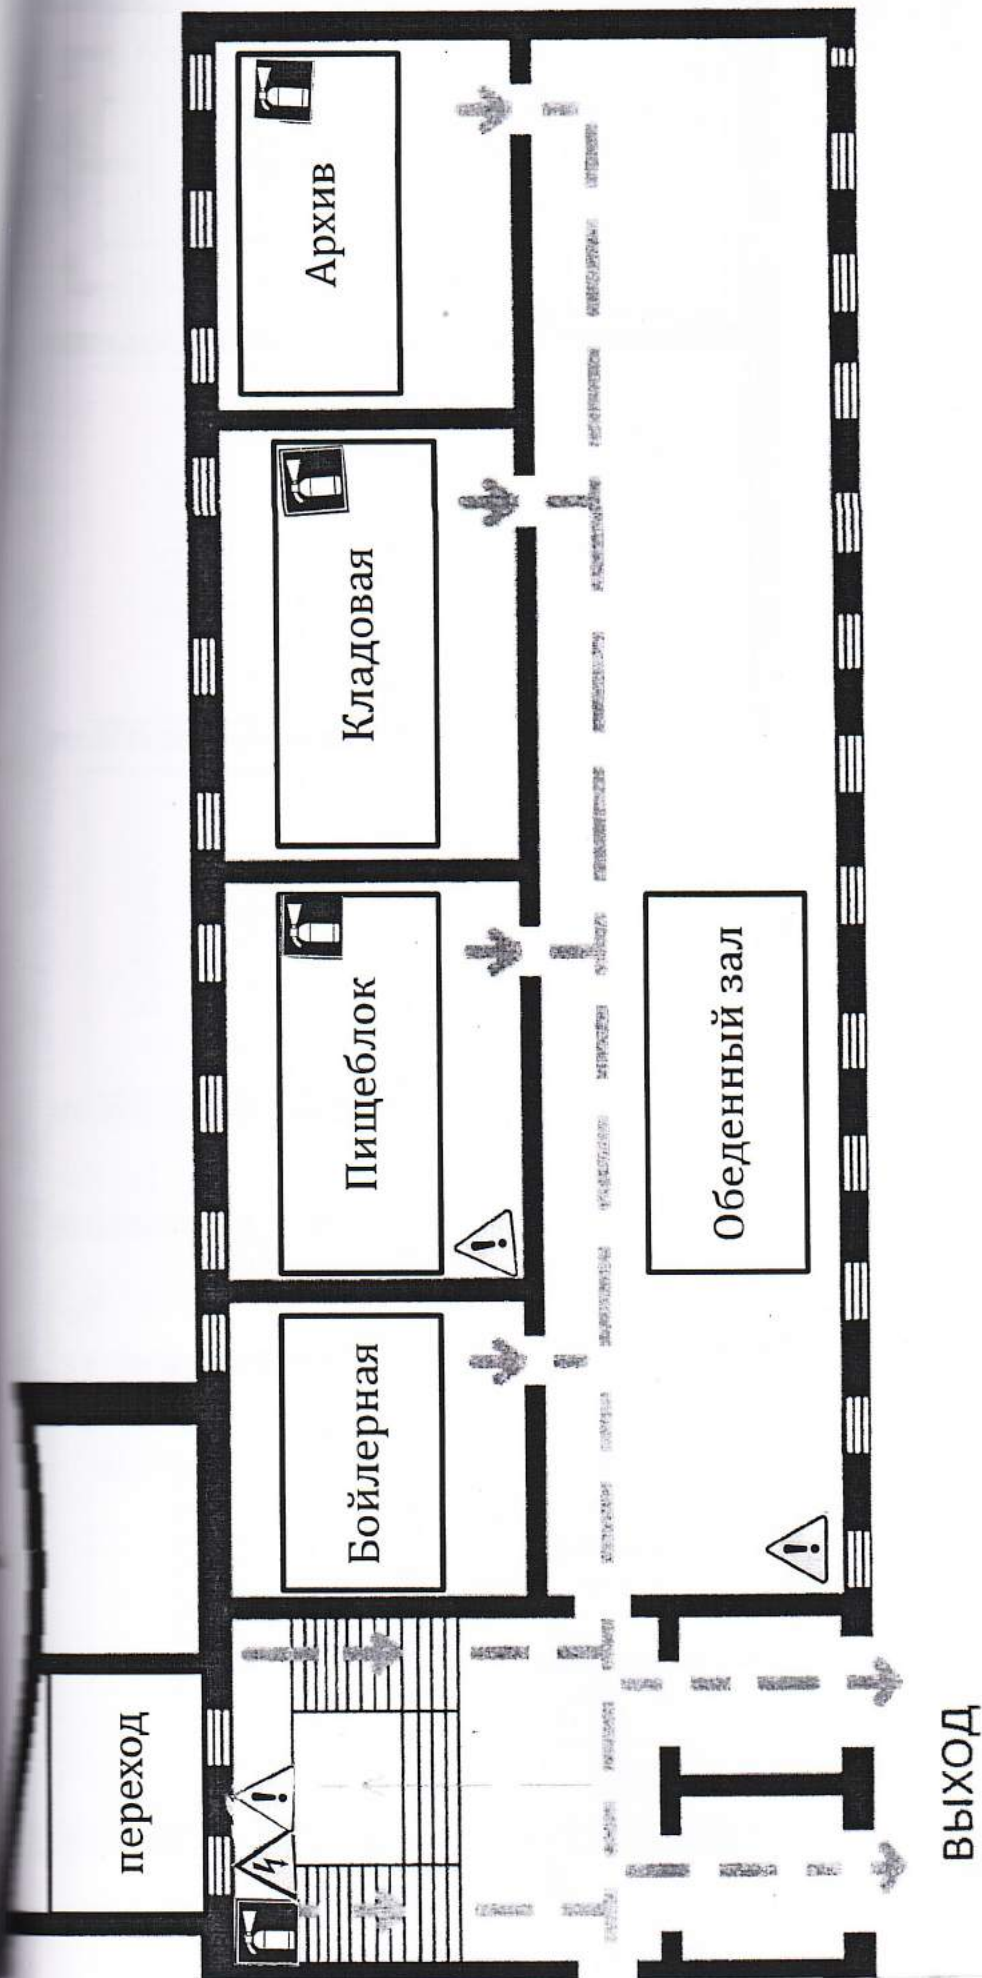 переход
Бойлерная
Пищеблок
Кладовая
Архив
Обеденный зал
ВЫХОД